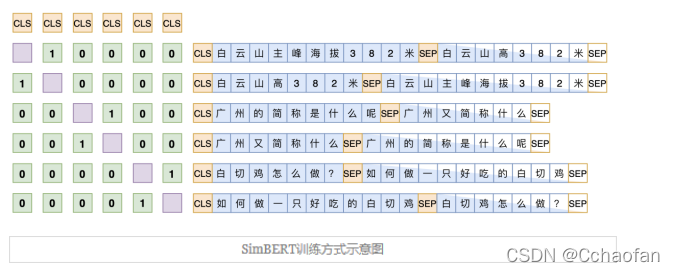 CLS CLS CLS CLS CLS CLS
1 0 0 0 0 CLS 白云山主峰海拔382米 SEP 白云山高382米 SEP
1 0 0 0 0 CLS 白云山高382米 SEP 白云山主峰海拔382米 SEP
0 0 1 0 0 CLS 广州的简称是什么呢 SEP 广州又简称什么 SEP
0 0 1 0 0 CLS 广州又简称什么 SEP 广州的简称是什么呢 SEP
0 0 0 0 1 CLS 白切鸡怎么做? SEP 如何做一只好吃的白切鸡 SEP
0 0 0 0 1 CLS 如何做一只好吃的白切鸡 SEP 白切鸡怎么做? SEP
SimBERT训练方式示意图
CSDN @Cchaofan